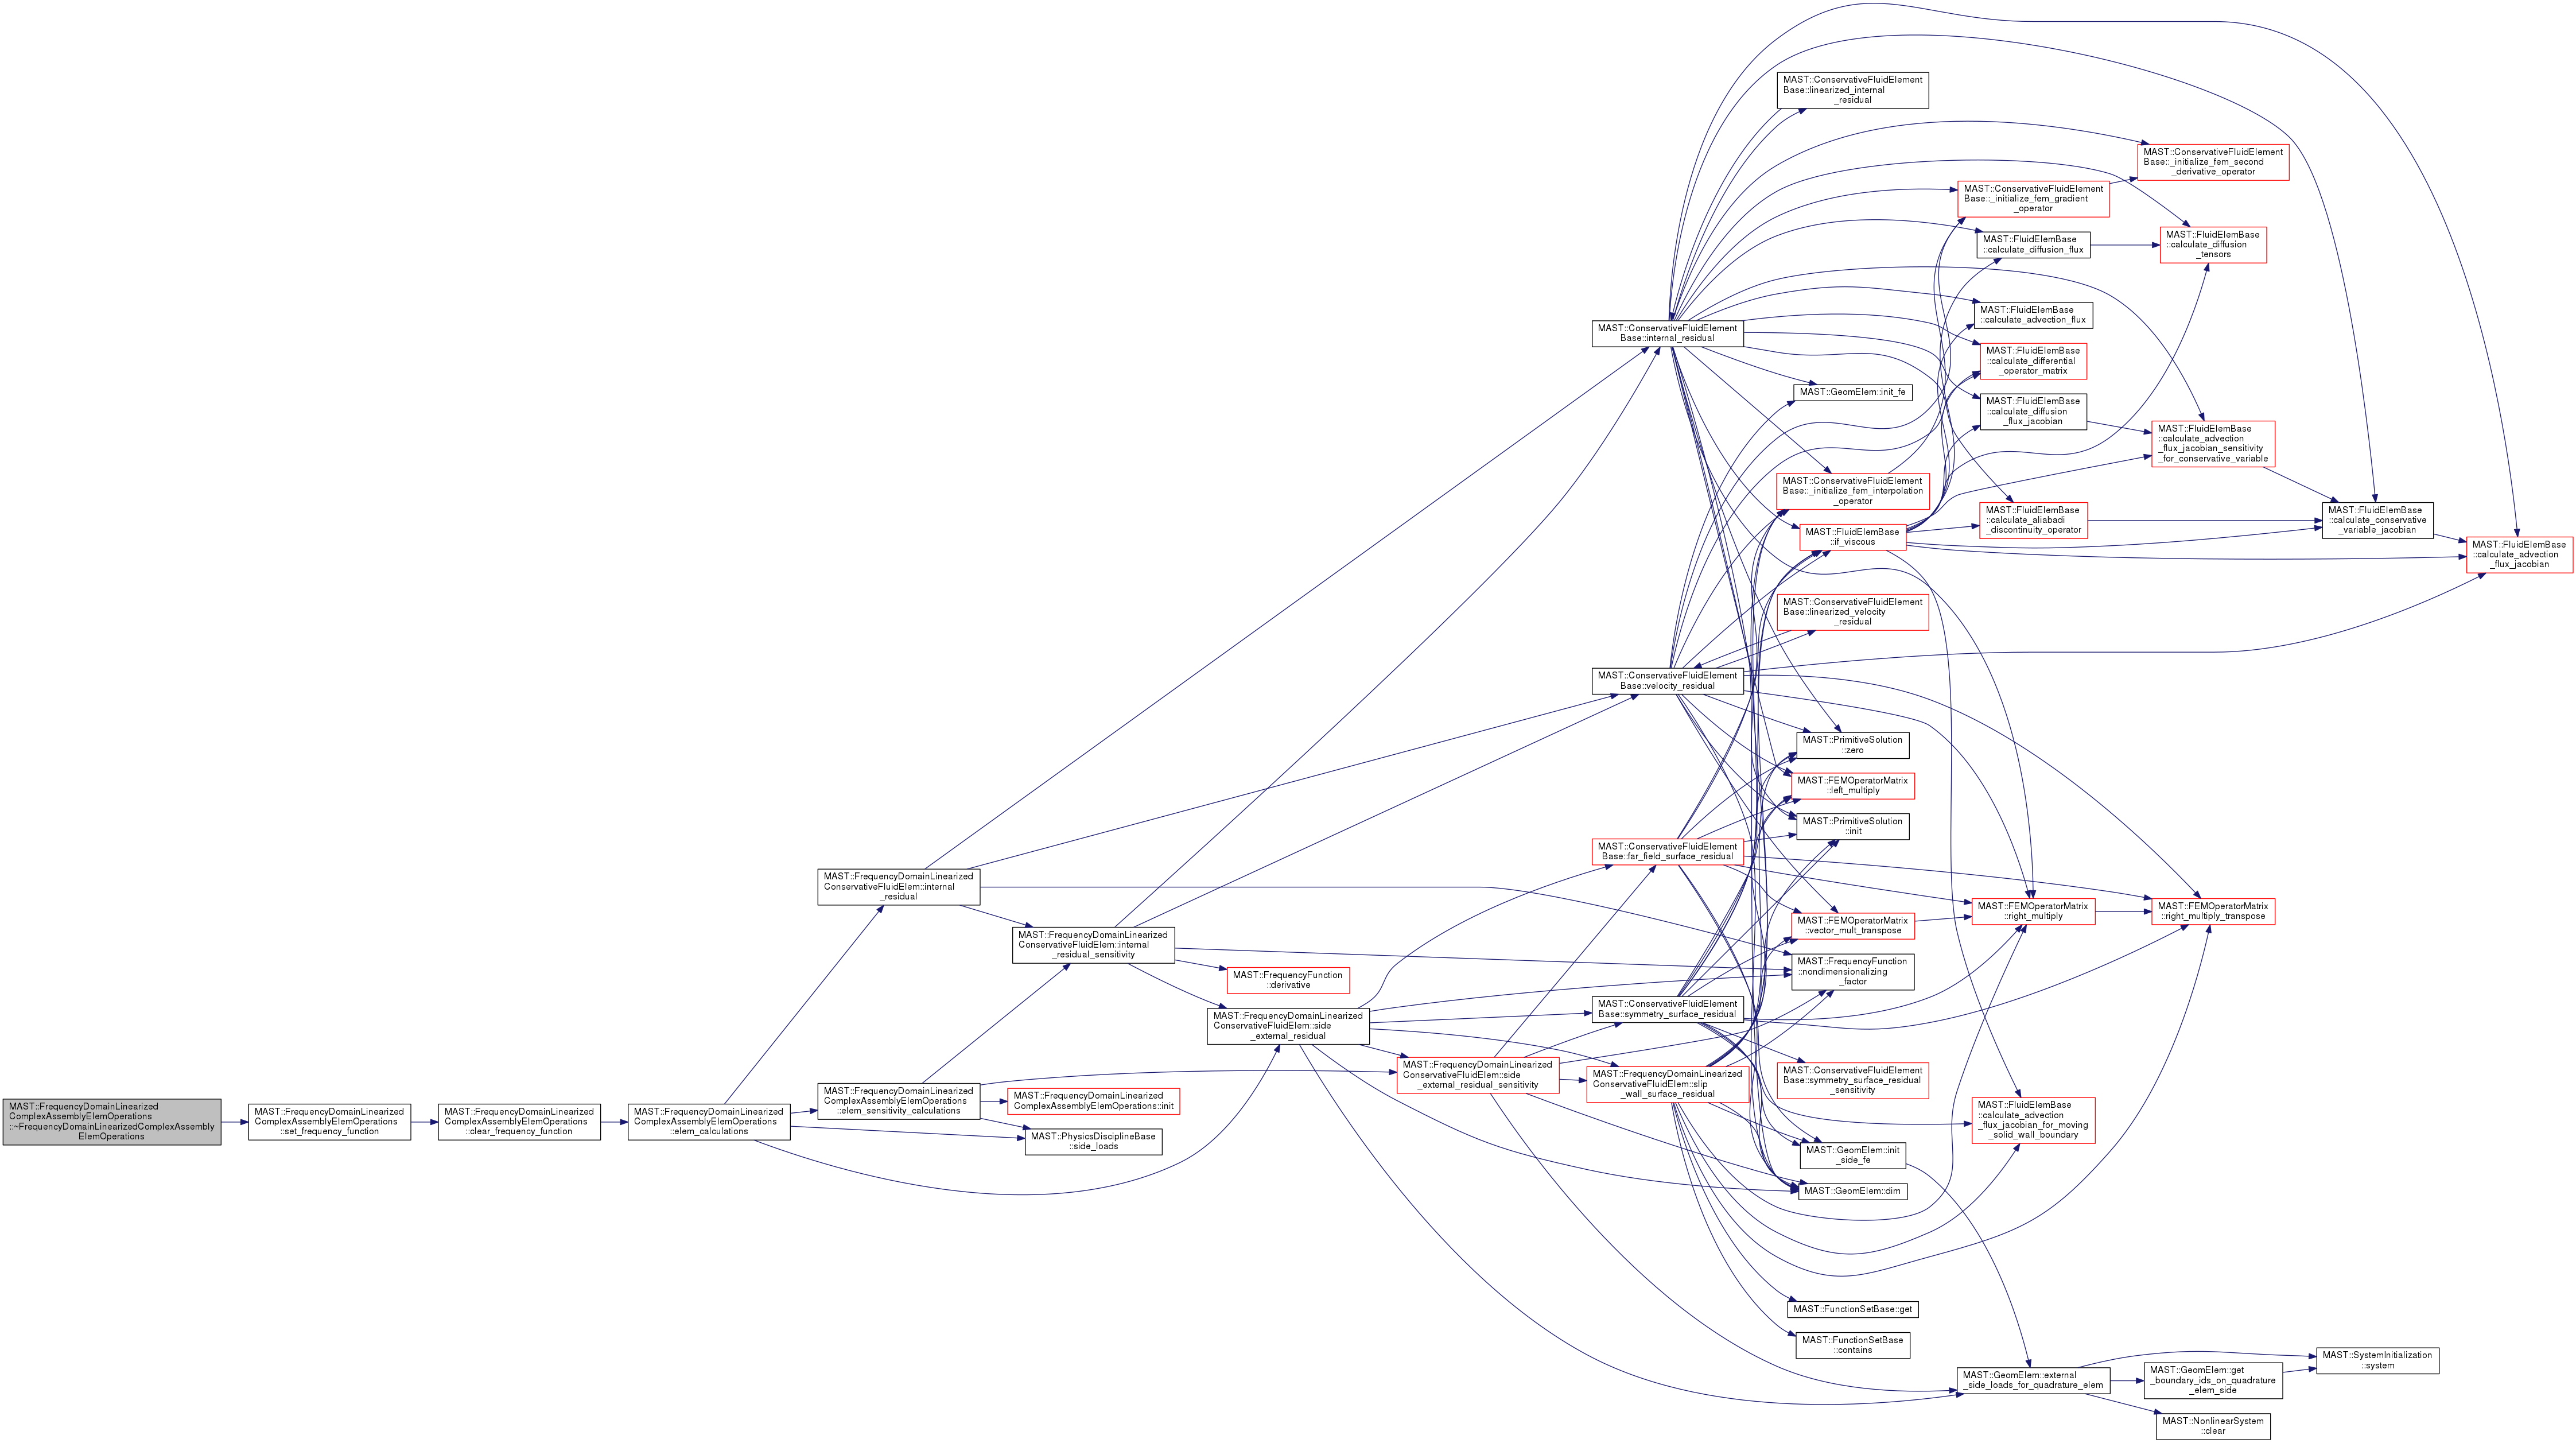 MAST::FrequencyDomainLinearized
ComplexAssemblyElemOperations
::~FrequencyDomainLinearizedComplexAssembly
ElemOperations
MAST::FrequencyDomainLinearized
ComplexAssemblyElemOperations
::set_frequency_function
MAST::FrequencyDomainLinearized
ComplexAssemblyElemOperations
::clear_frequency_function
MAST::FrequencyDomainLinearized
ComplexAssemblyElemOperations
::elem_calculations
MAST::FrequencyDomainLinearized
ConservativeFluidElem::internal
_residual
MAST::FrequencyDomainLinearized
ComplexAssemblyElemOperations
::elem_sensitivity_calculations
MAST::FrequencyDomainLinearized
ConservativeFluidElem::internal
_residual_sensitivity
MAST::FrequencyDomainLinearized
ComplexAssemblyElemOperations::init
MAST::PhysicsDisciplineBase
::side_loads
MAST::FrequencyFunction
::derivative
MAST::FrequencyDomainLinearized
ConservativeFluidElem::side
_external_residual
MAST::FrequencyDomainLinearized
ConservativeFluidElem::side
_external_residual_sensitivity
MAST::ConservativeFluidElement
Base::internal_residual
MAST::ConservativeFluidElement
Base::velocity_residual
MAST::ConservativeFluidElement
Base::far_field_surface_residual
MAST::ConservativeFluidElement
Base::symmetry_surface_residual
MAST::FrequencyDomainLinearized
ConservativeFluidElem::slip
_wall_surface_residual
MAST::ConservativeFluidElement
Base::linearized_internal
_residual
MAST::GeomElem::init_fe
MAST::ConservativeFluidElement
Base::_initialize_fem_interpolation
_operator
MAST::FluidElemBase
::if_viscous
MAST::ConservativeFluidElement
Base::linearized_velocity
_residual
MAST::PrimitiveSolution
::zero
MAST::FEMOperatorMatrix
::left_multiply
MAST::PrimitiveSolution
::init
MAST::FEMOperatorMatrix
::vector_mult_transpose
MAST::FrequencyFunction
::nondimensionalizing
_factor
MAST::ConservativeFluidElement
Base::symmetry_surface_residual
_sensitivity
MAST::GeomElem::init
_side_fe
MAST::GeomElem::dim
MAST::FunctionSetBase::get
MAST::FunctionSetBase
::contains
MAST::ConservativeFluidElement
Base::_initialize_fem_gradient
_operator
MAST::FluidElemBase
::calculate_diffusion_flux
MAST::FluidElemBase
::calculate_advection_flux
MAST::FluidElemBase
::calculate_differential
_operator_matrix
MAST::FluidElemBase
::calculate_diffusion
_flux_jacobian
MAST::FluidElemBase
::calculate_aliabadi
_discontinuity_operator
MAST::FEMOperatorMatrix
::right_multiply
MAST::FluidElemBase
::calculate_advection
_flux_jacobian_for_moving
_solid_wall_boundary
MAST::GeomElem::external
_side_loads_for_quadrature_elem
MAST::ConservativeFluidElement
Base::_initialize_fem_second
_derivative_operator
MAST::FluidElemBase
::calculate_diffusion
_tensors
MAST::FluidElemBase
::calculate_advection
_flux_jacobian_sensitivity
_for_conservative_variable
MAST::FEMOperatorMatrix
::right_multiply_transpose
MAST::GeomElem::get
_boundary_ids_on_quadrature
_elem_side
MAST::NonlinearSystem
::clear
MAST::FluidElemBase
::calculate_conservative
_variable_jacobian
MAST::SystemInitialization
::system
MAST::FluidElemBase
::calculate_advection
_flux_jacobian